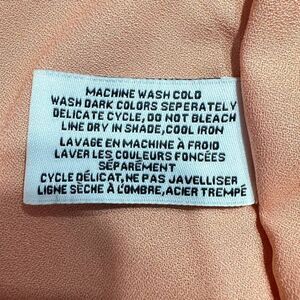 MACHINE WASH COLD
WASH DARK COLORS SEPERATELY
DELICATE CYCLE, DO NOT BLEACH
LINE DRY IN SHADE, COOL IRON
LAVAGE EN MACHINE À FROID
LAVER LES COULEURS FONCÉES
SÉPARÉMENT
CYCLE DÉLICAT, NE PAS JAVELLISER
LIGNE SÈCHE À L'OMBRE, ACIER TREMPÉ